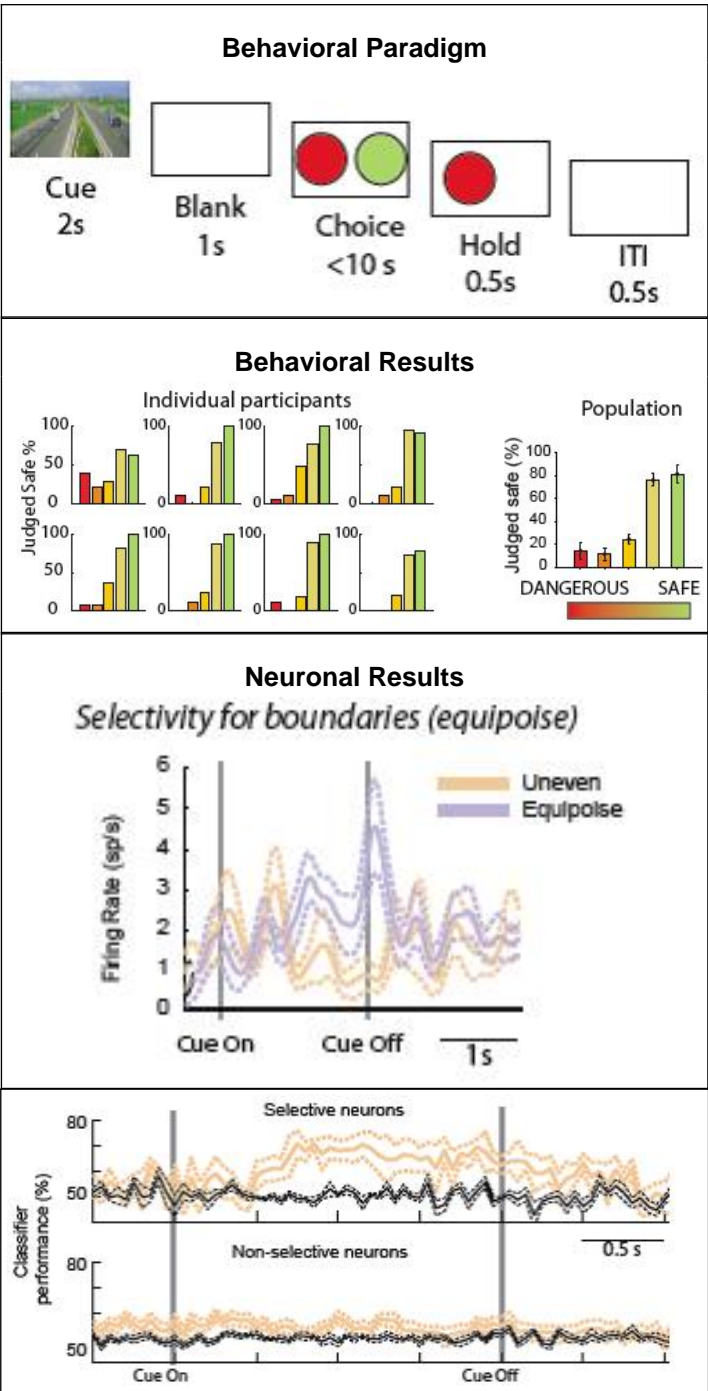 Behavioral Paradigm
Cue
2s
Blank
1s
Choice
<10 s
Hold
0.5s
ITI
0.5s
Behavioral Results
Individual participants
Judged Safe %
100
50
0
100
0
100
0
100
0
100
50
0
100
0
100
0
100
0
Population
Judged safe (%)
100
80
60
40
20
0
DANGEROUS SAFE
Neuronal Results
Selectivity for boundaries (equipoise)
Firing Rate (sp/s)
6
5
4
3
2
1
0
Uneven
Equipoise
Cue On
Cue Off
1s
Classifier
performance (%)
Selective neurons
80
50
0.5 s
Non-selective neurons
80
50
Cue On
Cue Off